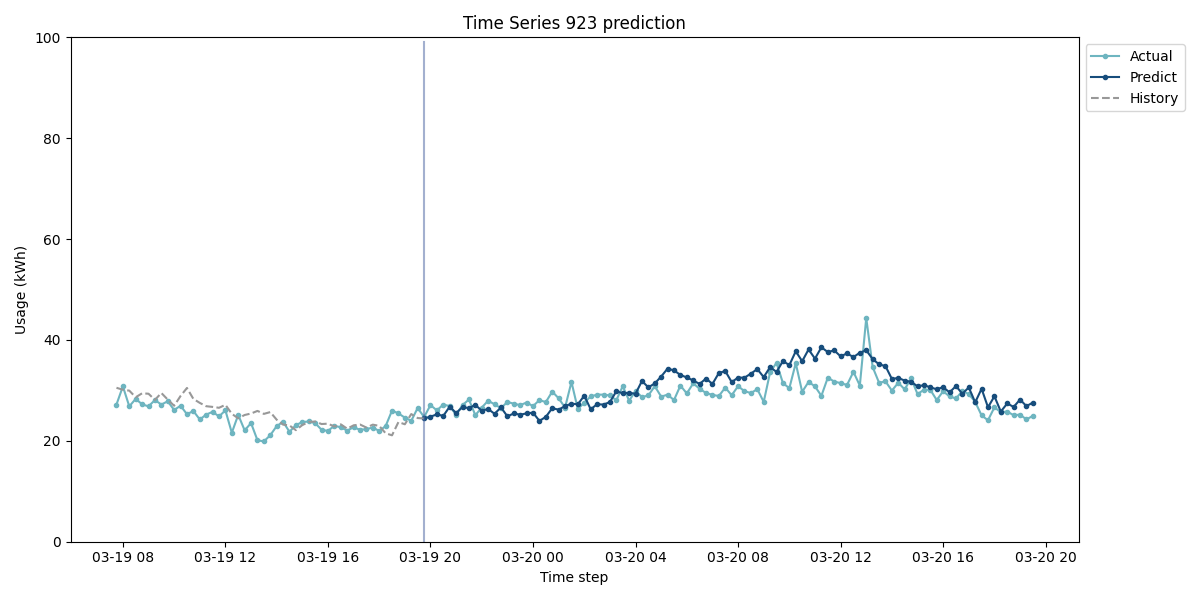 Time Series 923 prediction
Usage (kWh)
100
80
60
40
20
0
03-19 08
03-19 12
03-19 16
03-19 20
03-20 00
03-20 04
03-20 08
03-20 12
03-20 16
03-20 20
Time step
Actual
Predict
History